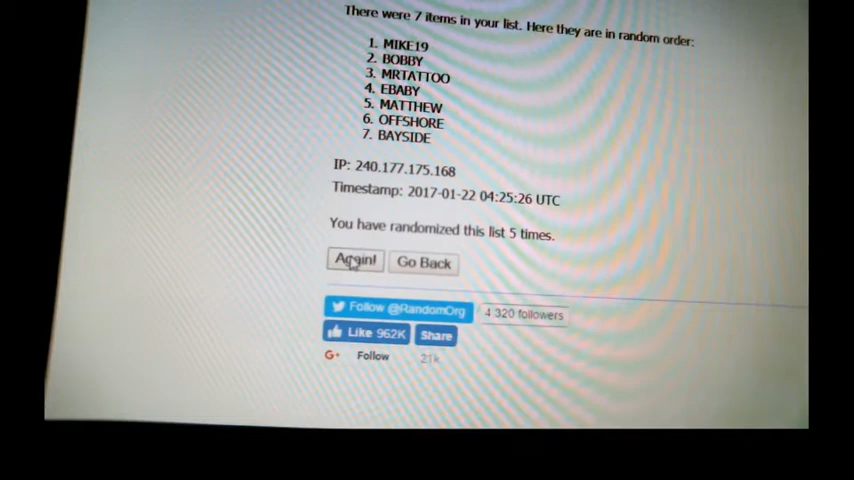 There were 7 items in your list. Here they are in random order:
1. MIKE19
2. BOBBY
3. MRTATTOO
4. EBABY
5. MATTHEW
6. OFFSHORE
7. BAYSIDE
IP: 240.177.175.168
Timestamp: 2017-01-22 04:25:26 UTC
You have randomized this list 5 times.
Again! Go Back
Follow @RandomOrg 4 320 followers
Like 962K Share
G+ Follow 21k